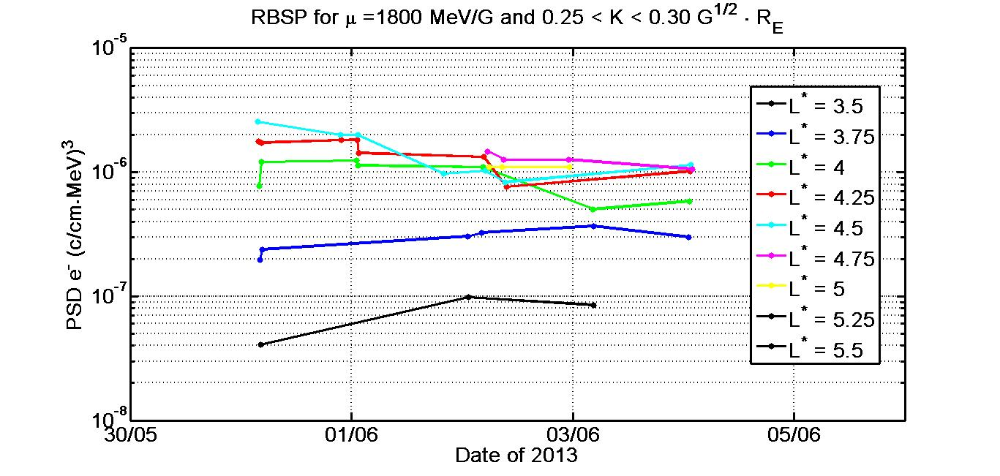 RBSP for μ =1800 MeV/G and 0.25 < K < 0.30 G^1/2 · R_E
10^-5
10^-6
10^-7
10^-8
PSD e^- (c/cm.MeV)^3
L^* = 3.5
L^* = 3.75
L^* = 4
L^* = 4.25
L^* = 4.5
L^* = 4.75
L^* = 5
L^* = 5.25
L^* = 5.5
30/05 01/06 03/06 05/06
Date of 2013